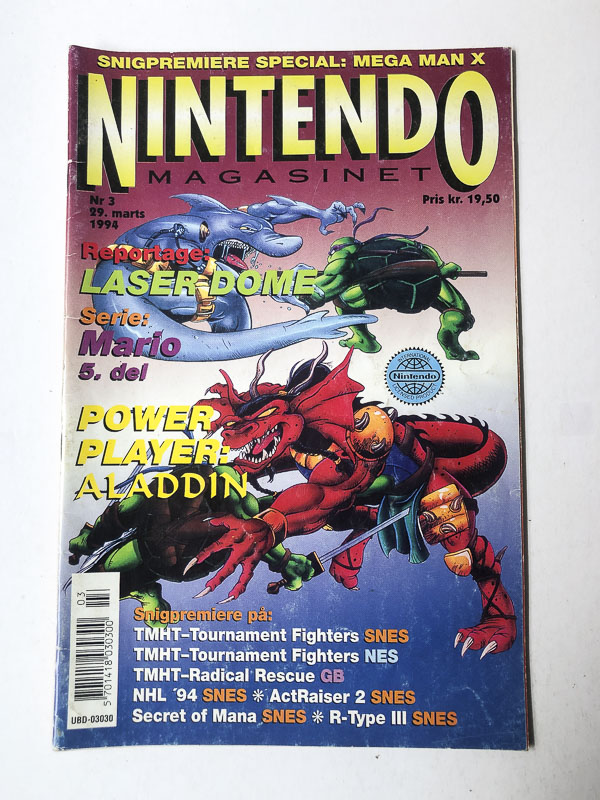 SNIGPREMIERE SPECIAL: MEGA MAN X
NINTENDO
MAGASINET
Nr 3
29. marts
1994
Pris kr. 19,50
Reportage:
LASER DOME
Serie:
Mario
5. del
INTERNATIONAL
Nintendo
POWER
PLAYER:
ALADDIN
03
5 701418 030300
UBD-03030
Snigpremiere på:
TMHT–Tournament Fighters SNES
TMHT–Tournament Fighters NES
TMHT–Radical Rescue GB
NHL ´94 SNES ❊ ActRaiser 2 SNES
Secret of Mana SNES ❊ R-Type III SNES